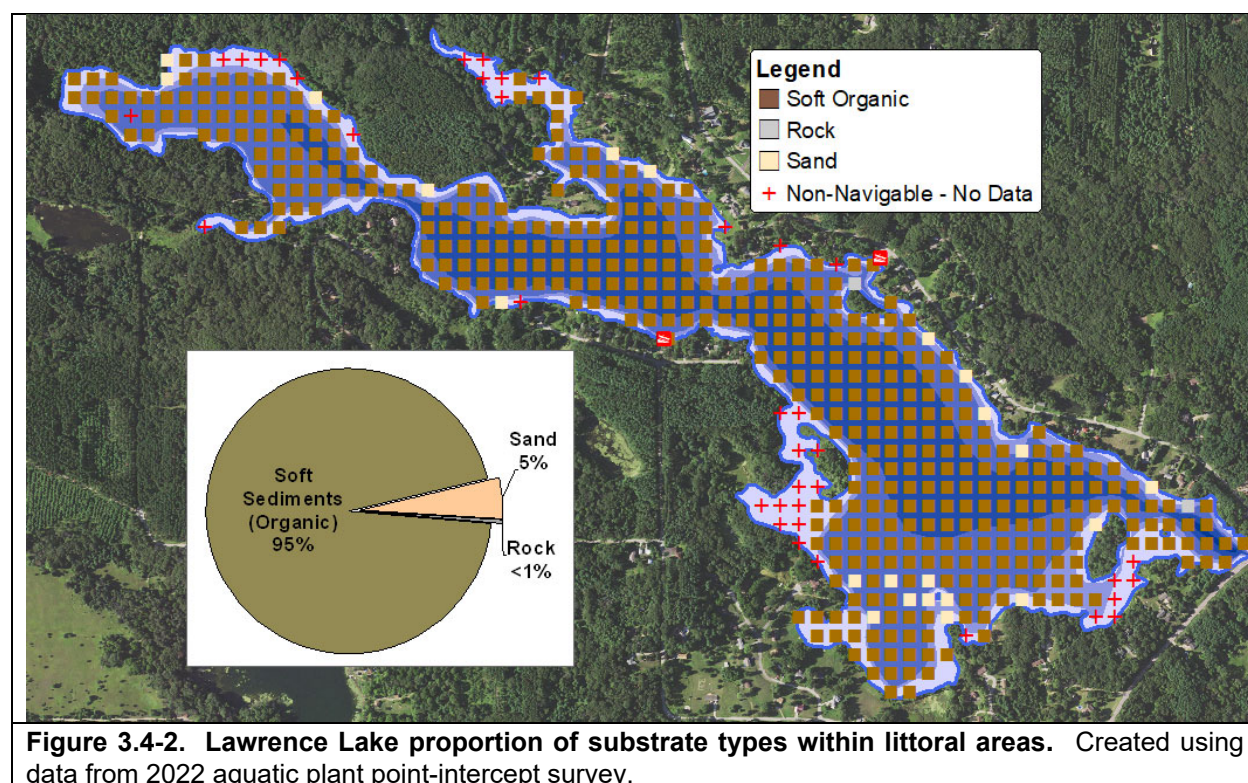 Legend
Soft Organic
Rock
Sand
Non-Navigable - No Data
Sand
5%
Soft
Sediments
(Organic)
95%
Rock
<1%
Figure 3.4-2. Lawrence Lake proportion of substrate types within littoral areas. Created using
data from 2022 aquatic plant point-intercept survey.